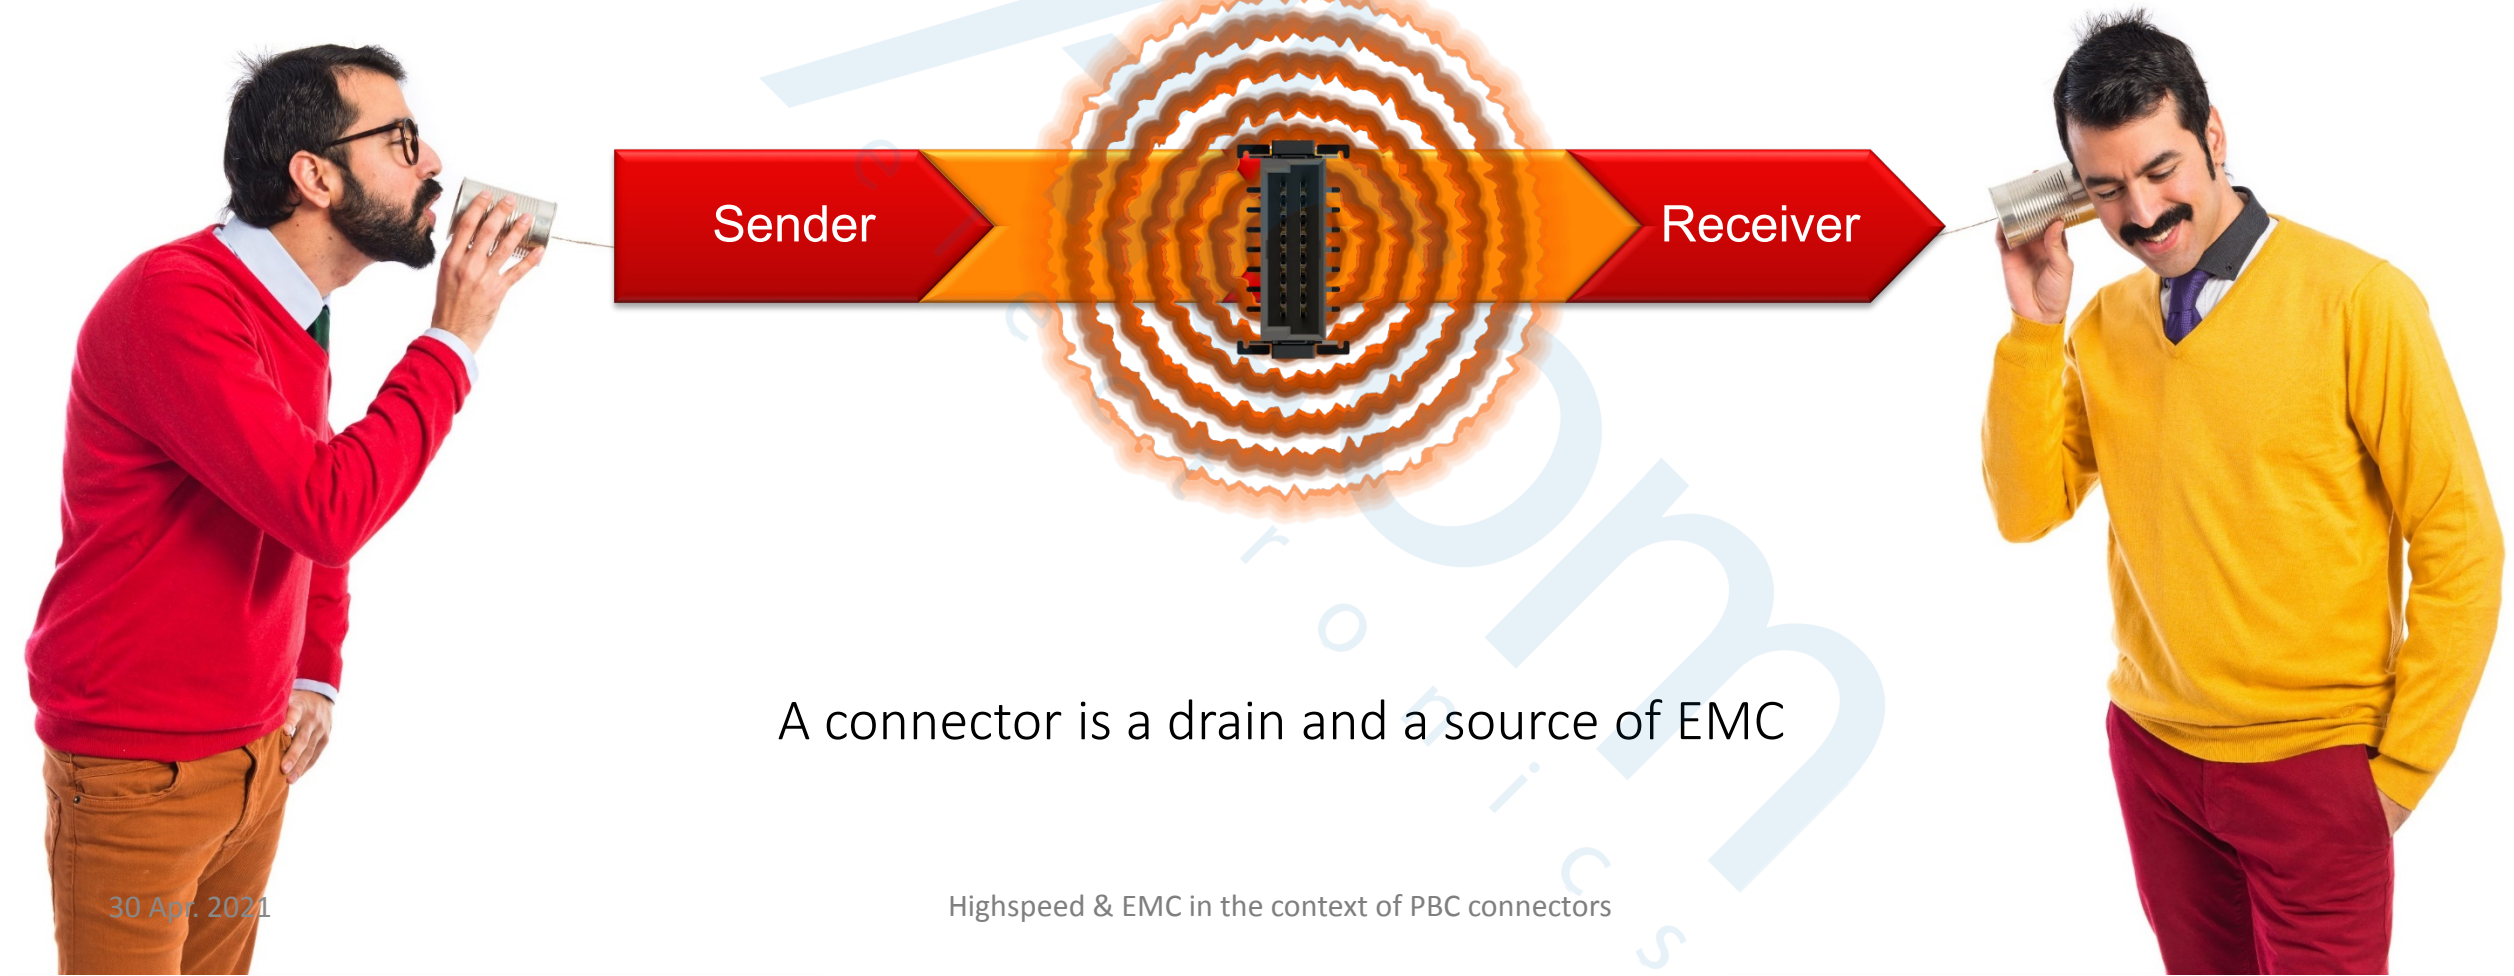 Sender
Receiver
A connector is a drain and a source of EMC
30 Apr. 2021
Highspeed & EMC in the context of PBC connectors